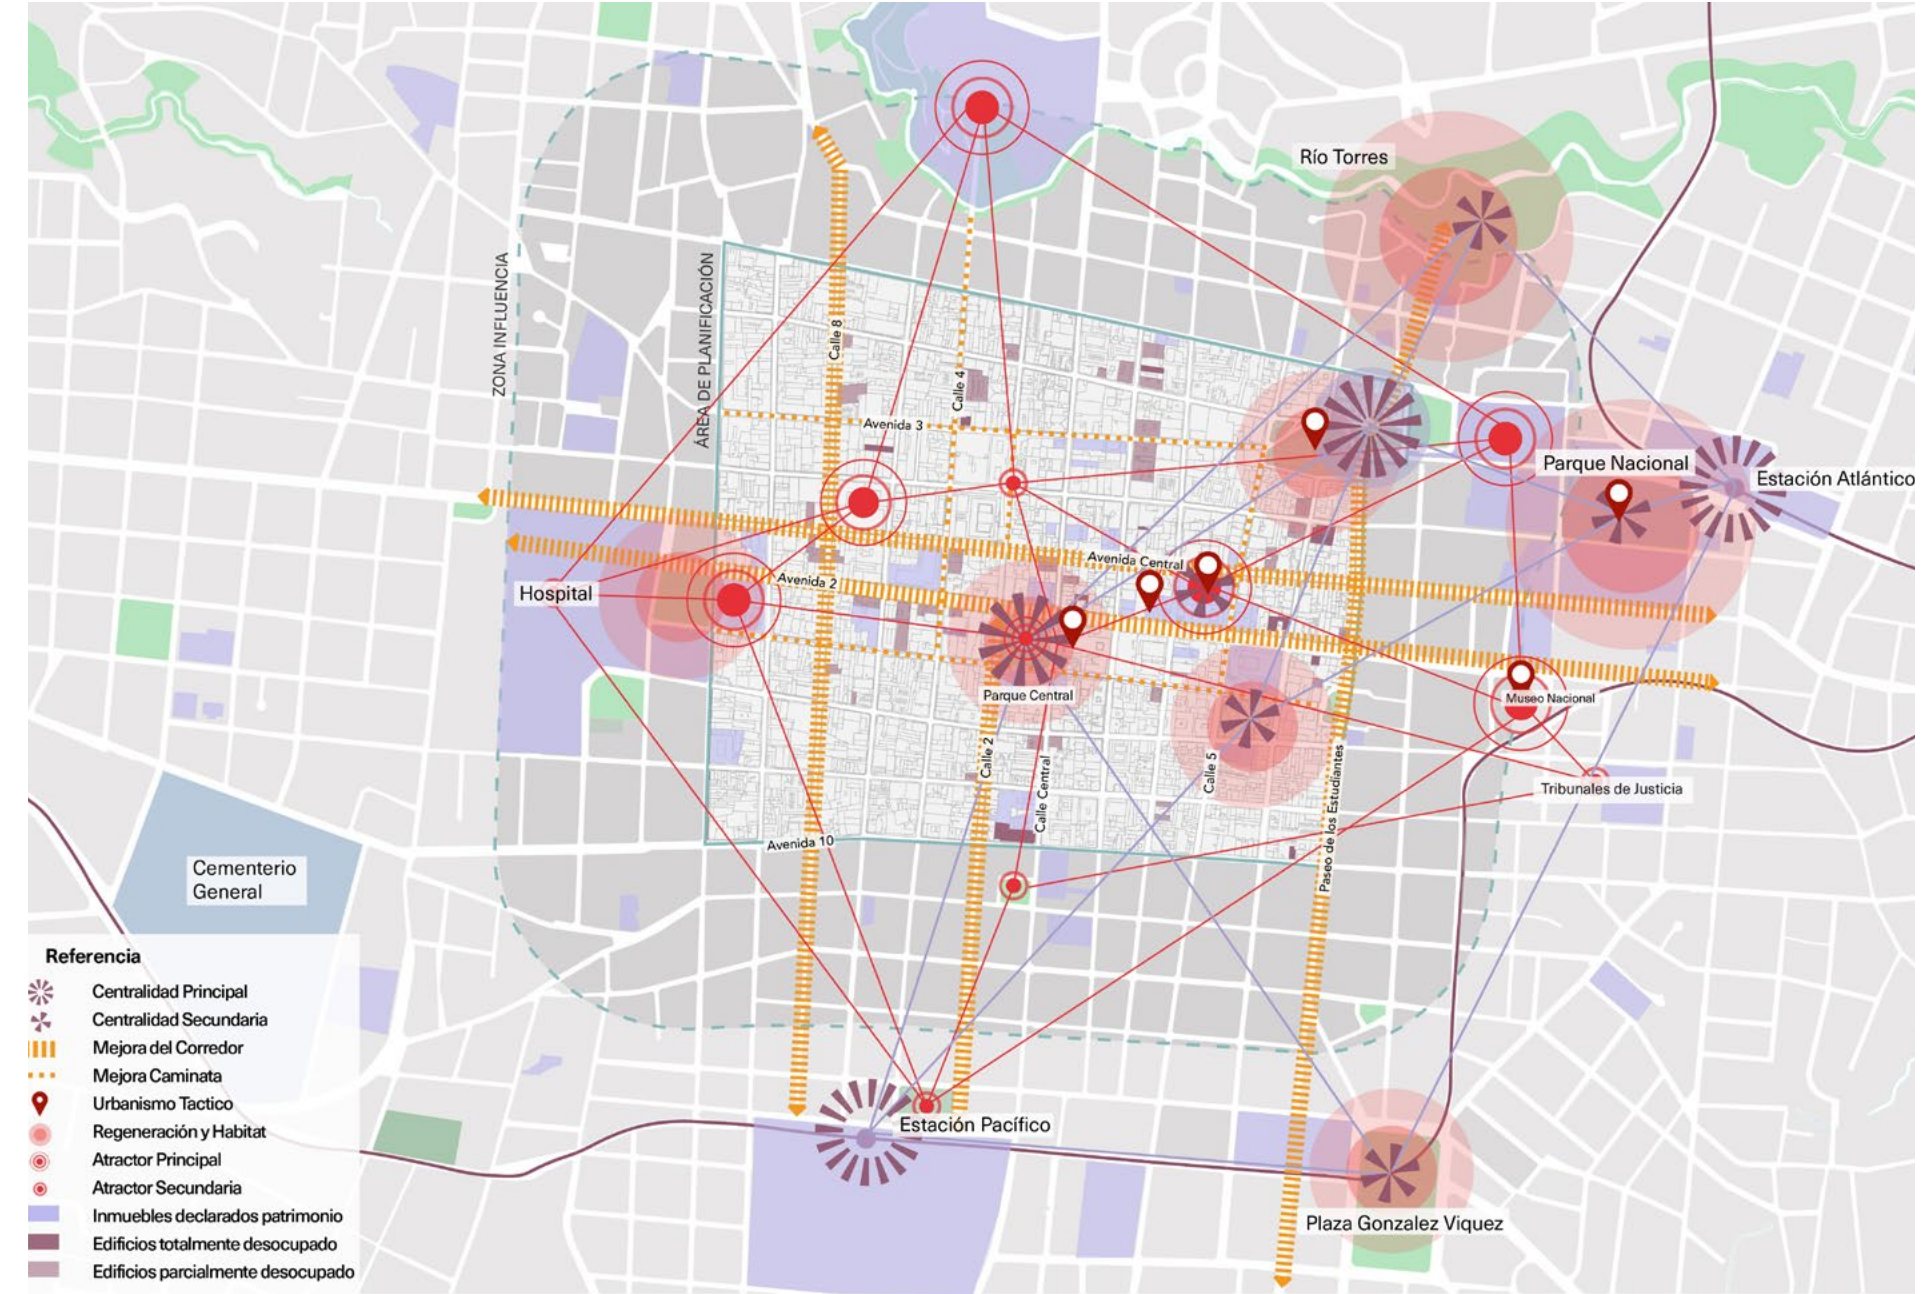 Río Torres
ZONA INFLUENCIA
ÁREA DE PLANIFICACIÓN
Calle 8
Calle 4
Avenida 3
Parque Nacional
Estación Atlántico
Avenida Central
Avenida 2
Hospital
Parque Central
Museo Nacional
Calle 2
Calle Central
Calle 5
Paseo de los Estudiantes
Tribunales de Justicia
Avenida 10
Cementerio
General
Estación Pacífico
Plaza Gonzalez Viquez
Referencia
Centralidad Principal
Centralidad Secundaria
Mejora del Corredor
Mejora Caminata
Urbanismo Tactico
Regeneración y Habitat
Atractor Principal
Atractor Secundaria
Inmuebles declarados patrimonio
Edificios totalmente desocupado
Edificios parcialmente desocupado